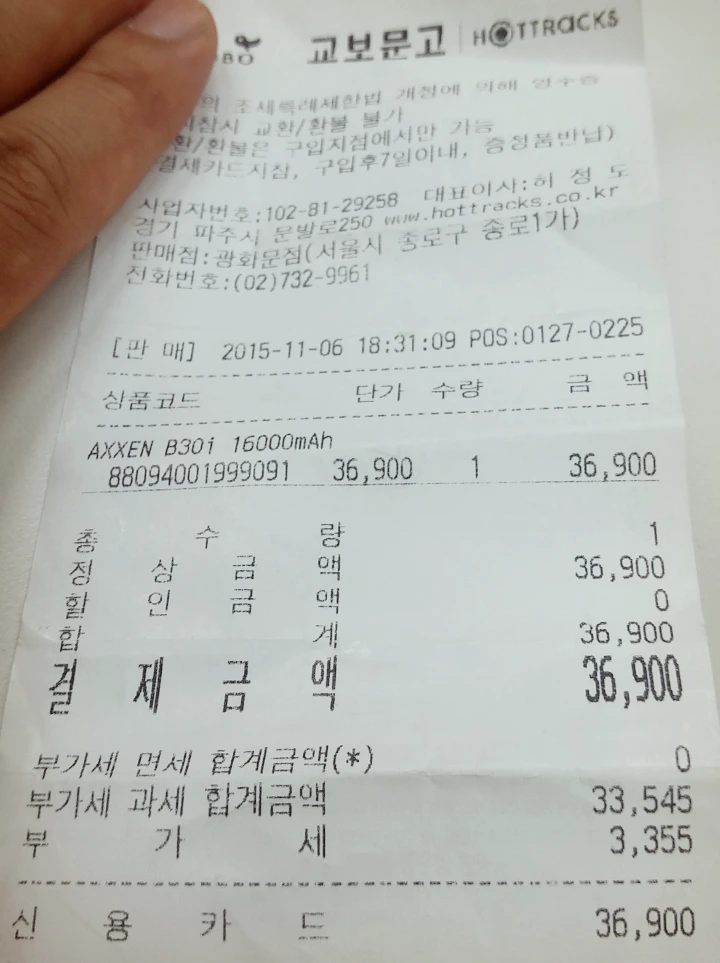 BO 교보문고 HOTTRACKS
의 조세특례제한법 개정에 의해 영수증
지참시 교환/환불 불가
환/환불은 구입지점에서만 가능
결제카드지참, 구입후7일이내, 증정품반납)
사업자번호:102-81-29258 대표이사:허 정 도
경기 파주시 문발로250 www.hottracks.co.kr
판매점:광화문점(서울시 종로구 종로1가)
전화번호:(02)732-9961
[판 매] 2015-11-06 18:31:09 POS:0127-0225
상품코드 단가 수량 금 액
AXXEN B30i 16000mAh
88094001999091 36,900 1 36,900
총 수 량 1
정 상 금 액 36,900
할 인 금 액 0
합 계 36,900
결 제 금 액 36,900
부가세 면세 합계금액(*) 0
부가세 과세 합계금액 33,545
부 가 세 3,355
신 용 카 드 36,900